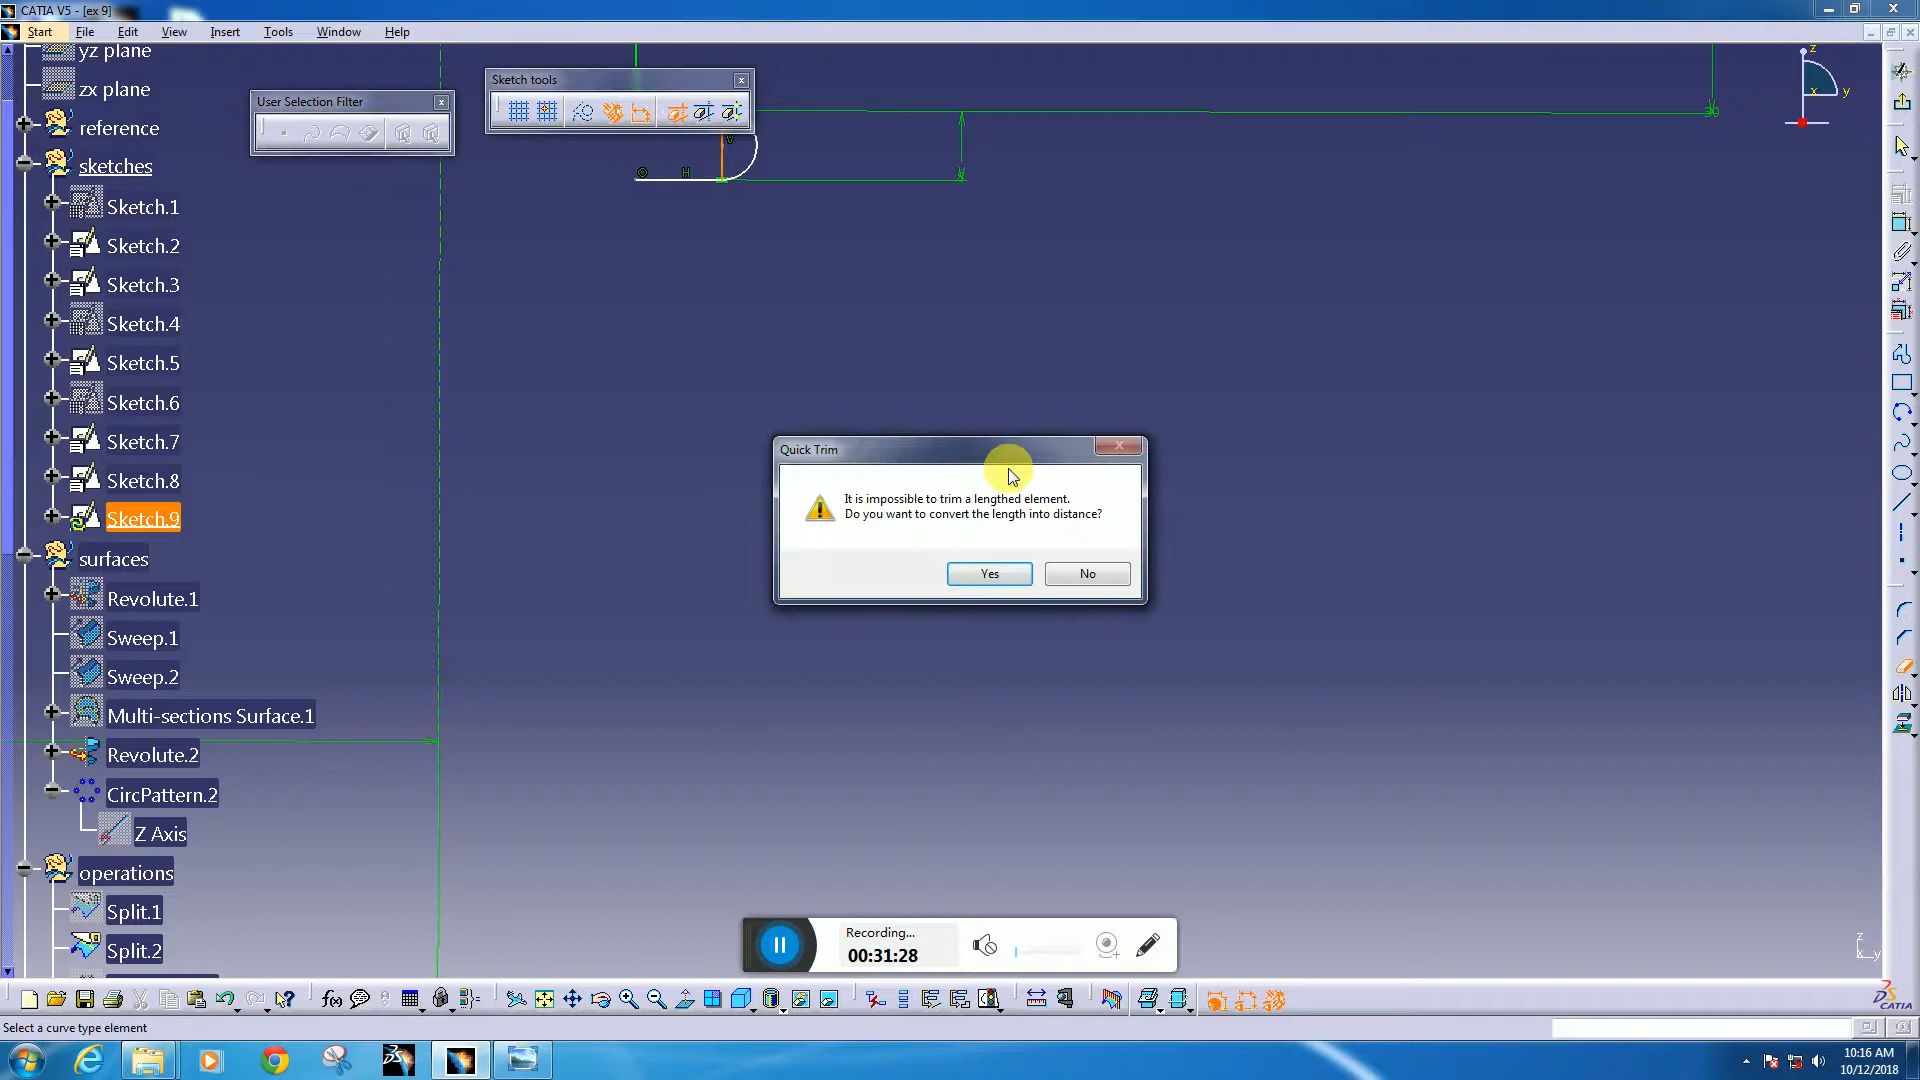 CATIA V5 - [ex 9]
Start File Edit View Insert Tools Window Help
yz plane
zx plane
reference
sketches
Sketch.1
Sketch.2
Sketch.3
Sketch.4
Sketch.5
Sketch.6
Sketch.7
Sketch.8
Sketch.9
surfaces
Revolute.1
Sweep.1
Sweep.2
Multi-sections Surface.1
Revolute.2
CircPattern.2
Z Axis
operations
Split.1
Split.2
User Selection Filter
Sketch tools
V
H
z
y
x
Quick Trim
It is impossible to trim a lengthed element.
Do you want to convert the length into distance?
Yes No
Recording...
00:31:28
z
x y
f(x)
CATIA
Select a curve type element
10:16 AM
10/12/2018